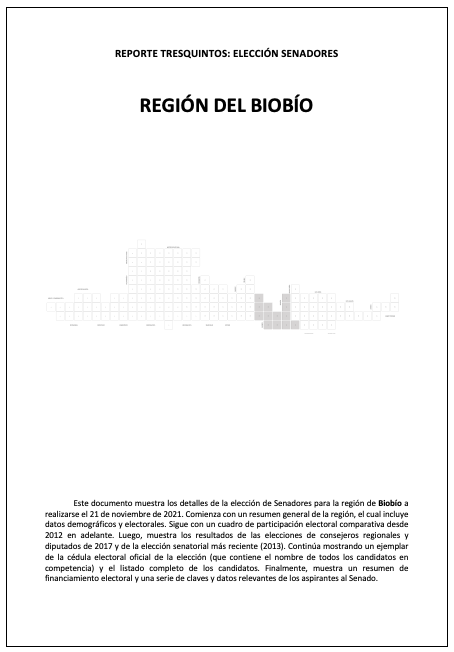 REPORTE TRESQUINTOS: ELECCIÓN SENADORES
REGIÓN DEL BIOBÍO
Este documento muestra los detalles de la elección de Senadores para la región de Biobío a
realizarse el 21 de noviembre de 2021. Comienza con un resumen general de la región, el cual incluye
datos demográficos y electorales. Sigue con un cuadro de participación electoral comparativa desde
2012 en adelante. Luego, muestra los resultados de las elecciones de consejeros regionales y
diputados de 2017 y de la elección senatorial más reciente (2013). Continúa mostrando un ejemplar
de la cédula electoral oficial de la elección (que contiene el nombre de todos los candidatos en
competencia) y el listado completo de los candidatos. Finalmente, muestra un resumen de
financiamiento electoral y una serie de claves y datos relevantes de los aspirantes al Senado.